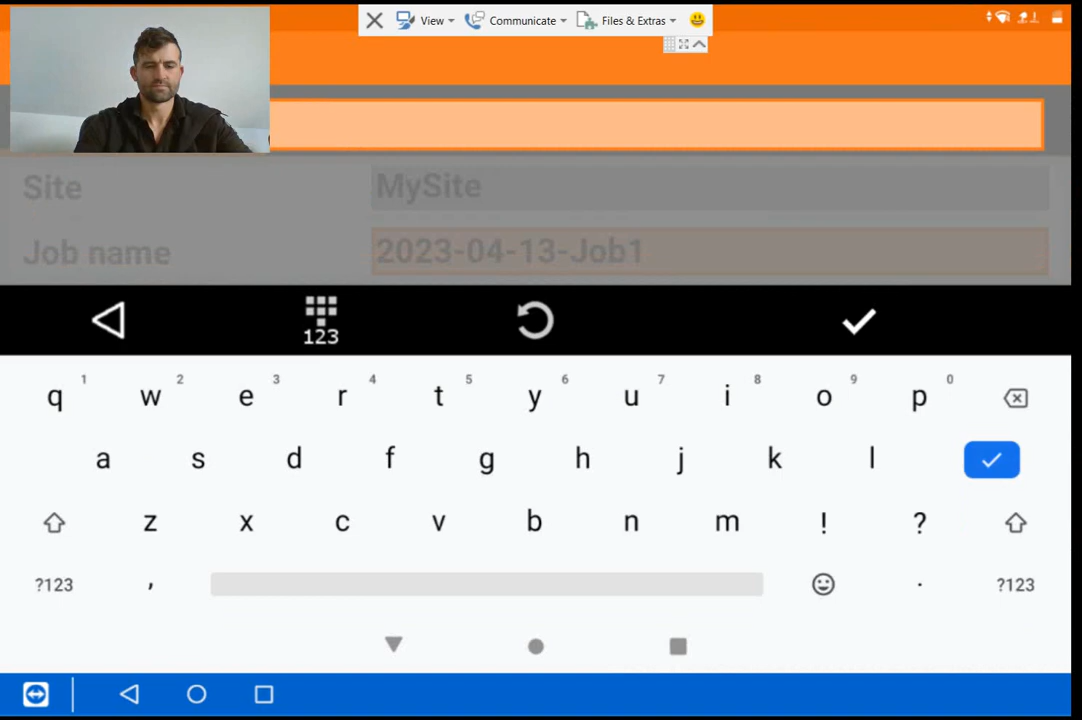 View Communicate Files & Extras
Site MySite
Job name 2023-04-13-Job1
123
1 2 3 4 5 6 7 8 9 0
q w e r t y u i o p
a s d f g h j k l
z x c v b n m ! ?
?123 , . ?123